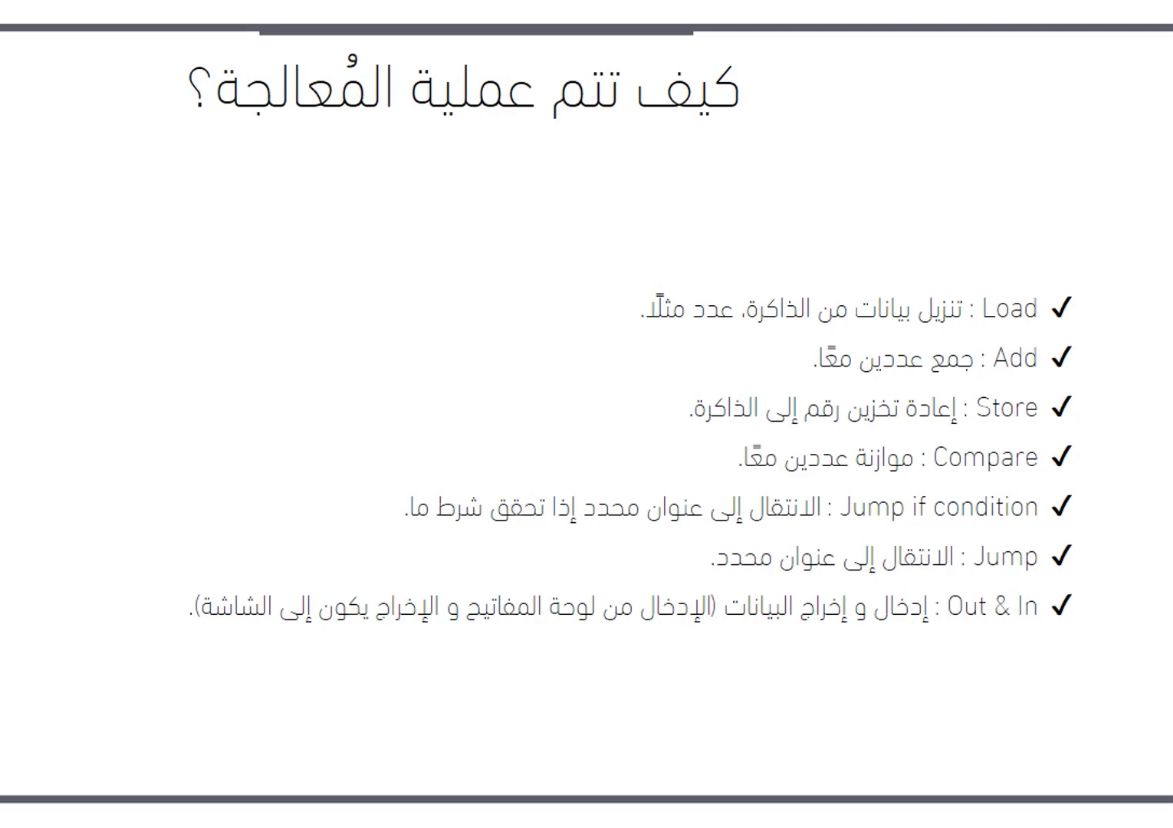 كيف تتم عملية المُعالجة؟
✓ Load : تنزيل بيانات من الذاكرة، عدد مثلًا.
✓ Add : جمع عددين معًا.
✓ Store : إعادة تخزين رقم إلى الذاكرة.
✓ Compare : موازنة عددين معًا.
✓ Jump if condition : الانتقال إلى عنوان محدد إذا تحقق شرط ما.
✓ Jump : الانتقال إلى عنوان محدد.
✓ Out & In : إدخال و إخراج البيانات (الإدخال من لوحة المفاتيح و الإخراج يكون إلى الشاشة).